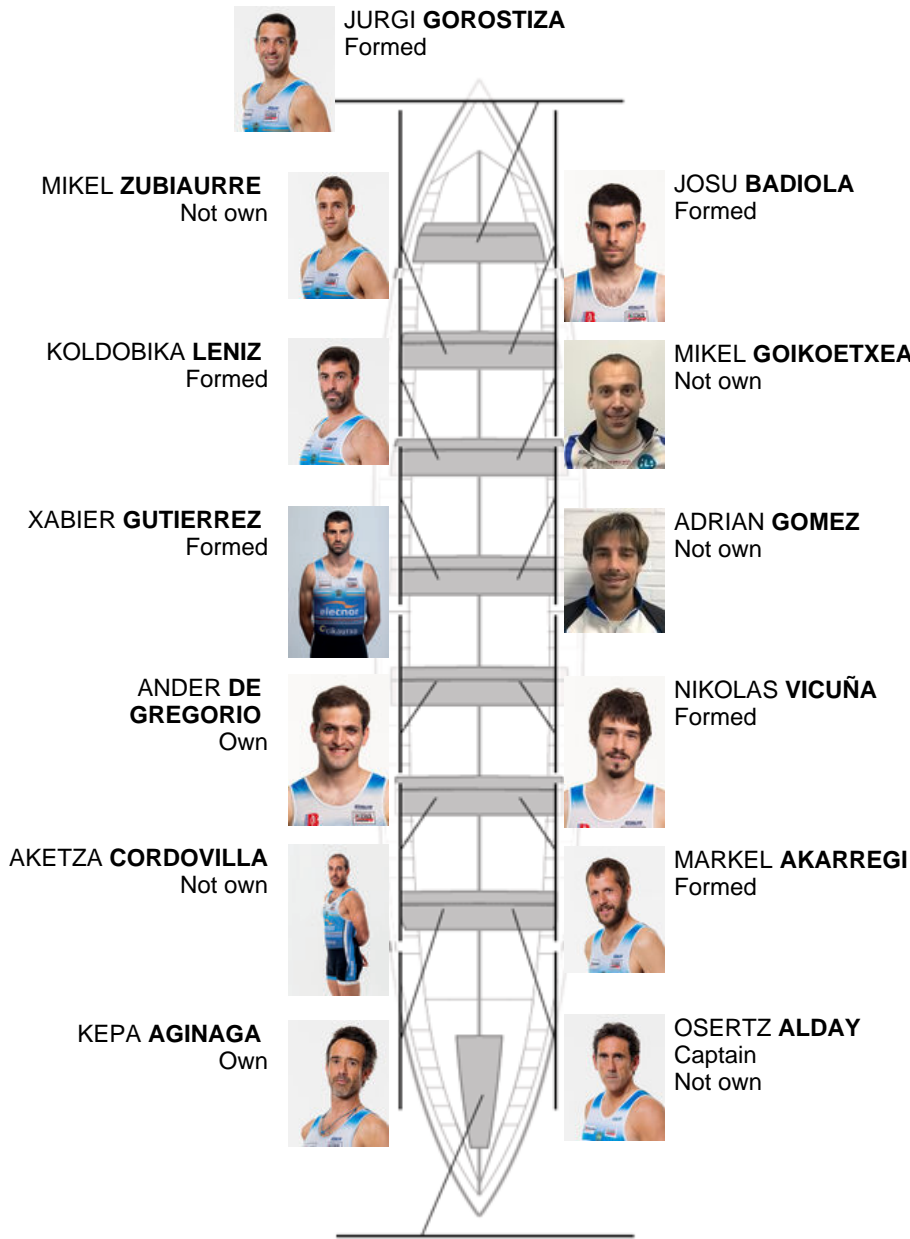 JURGI GOROSTIZA
Formed
MIKEL ZUBIAURRE
Not own
JOSU BADIOLA
Formed
KOLDOBIKA LENIZ
Formed
MIKEL GOIKOETXEA
Not own
XABIER GUTIERREZ
Formed
elecnor
ADRIAN GOMEZ
Not own
ANDER DE
GREGORIO
Own
NIKOLAS VICUÑA
Formed
AKETZA CORDOVILLA
Not own
MARKEL AKARREGI
Formed
KEPA AGINAGA
Own
OSERTZ ALDAY
Captain
Not own